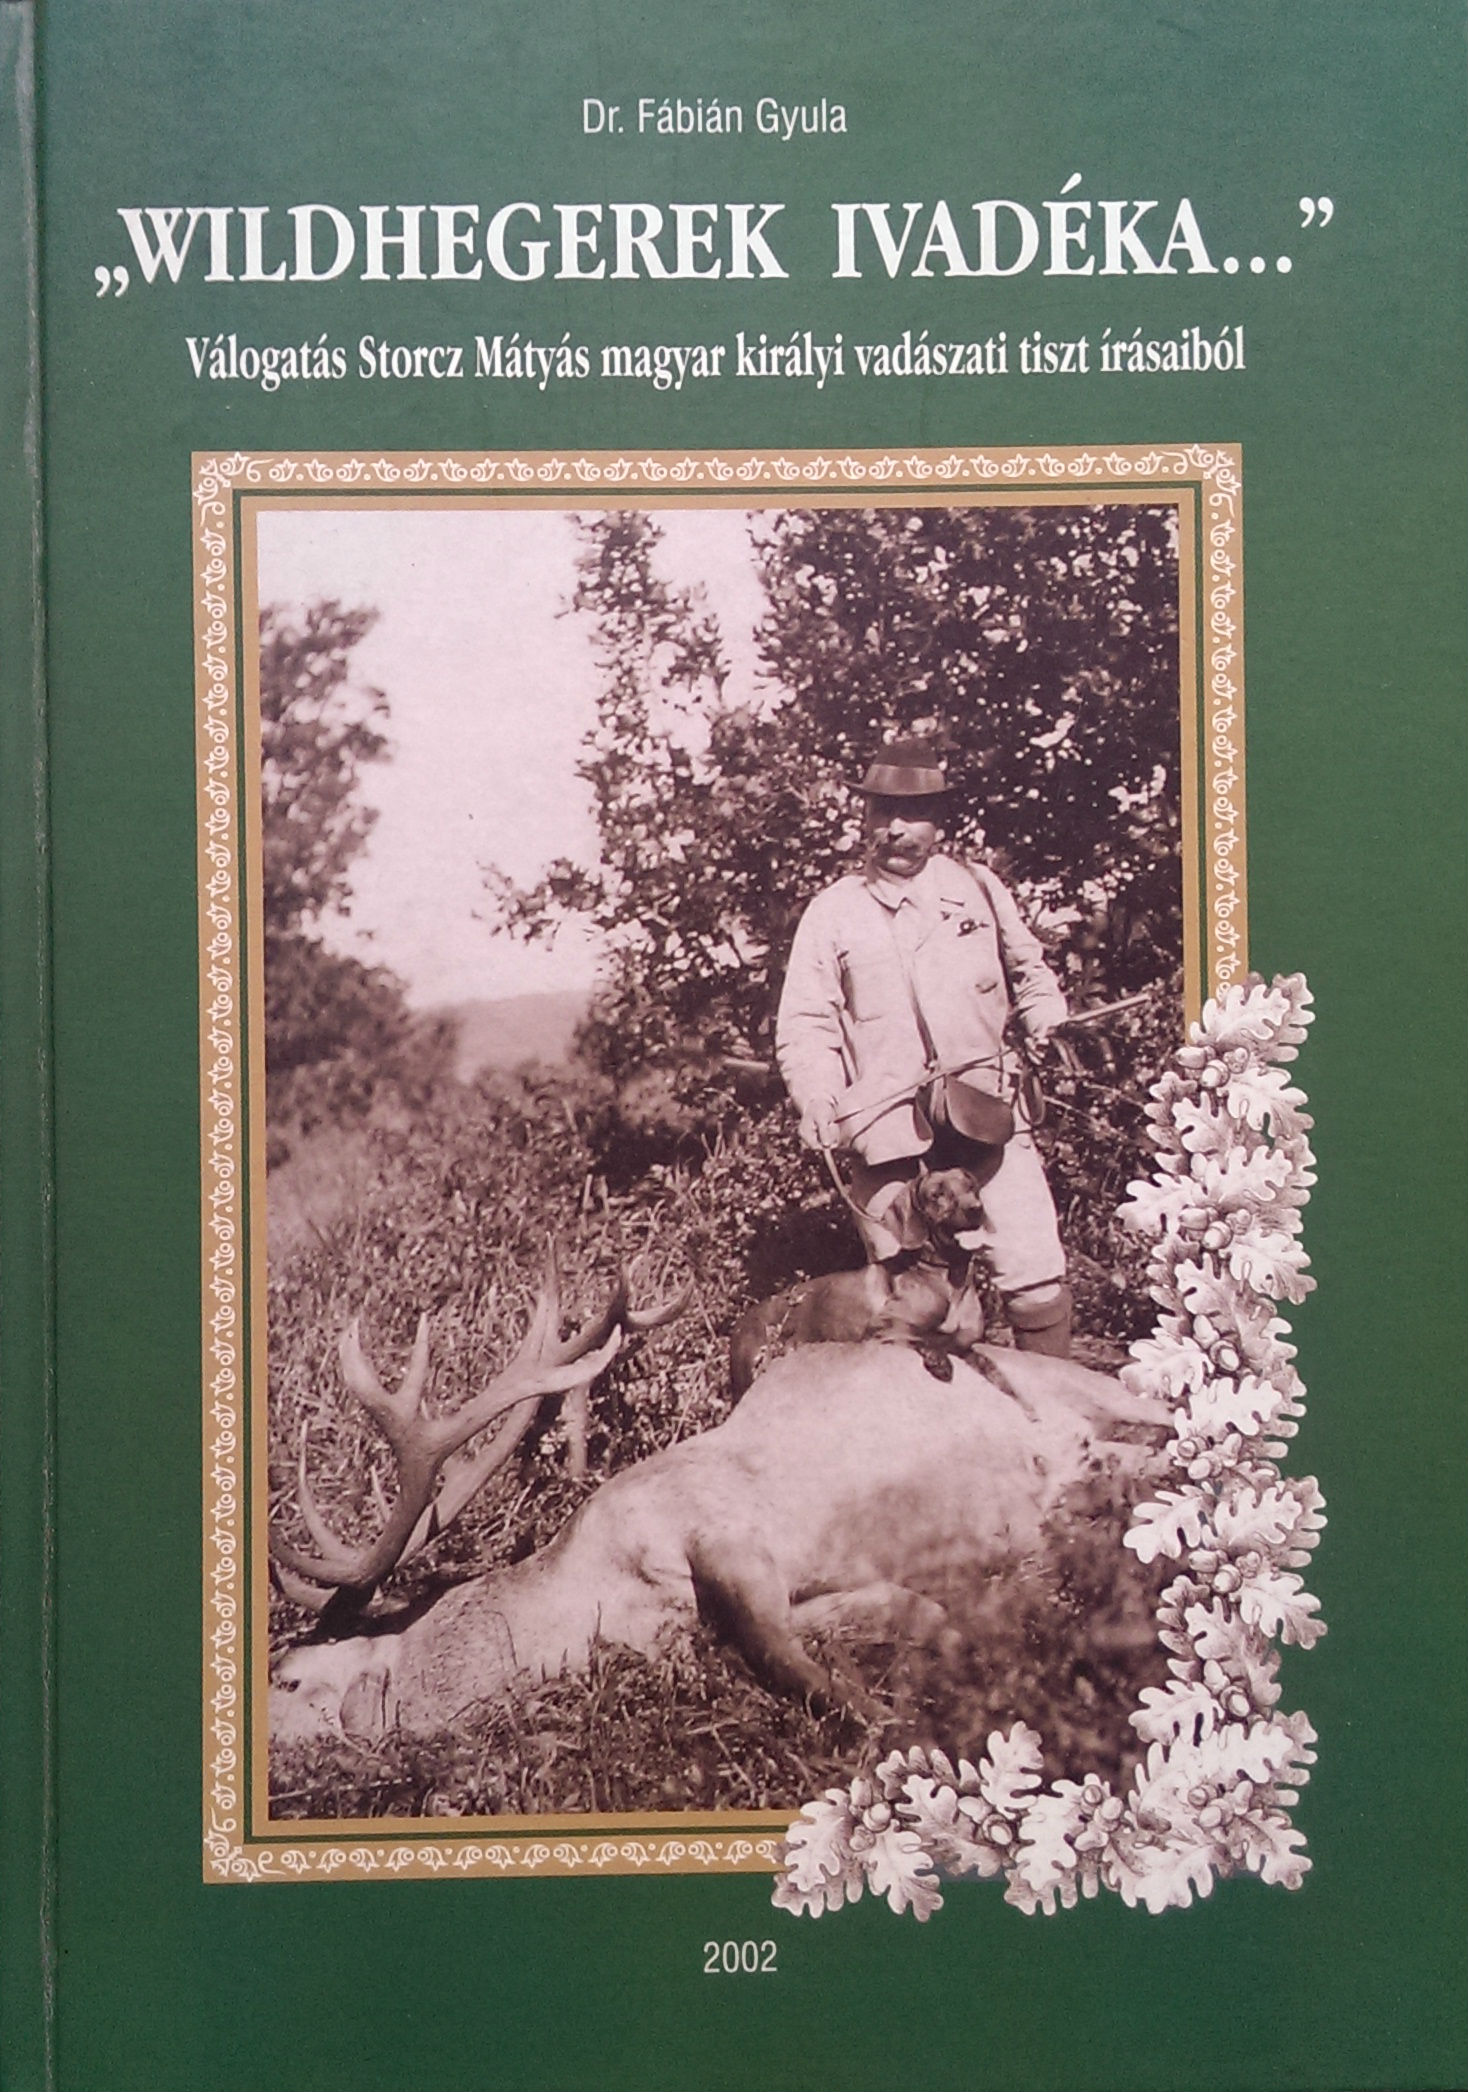 Dr. Fábián Gyula
„WILDHEGEREK IVADÉKA...”
Válogatás Storcz Mátyás magyar királyi vadászati tiszt írásaiból
2002